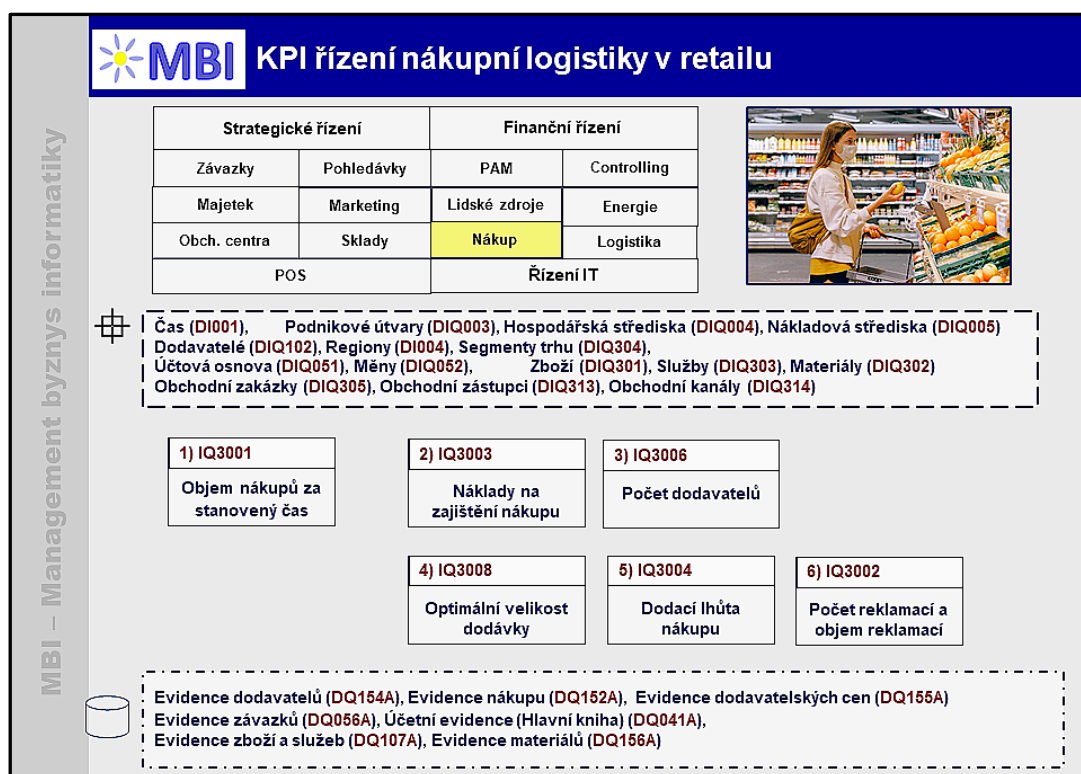 MBI – Management byznys informatiky
MBI KPI řízení nákupní logistiky v retailu
Strategické řízení Finanční řízení
Závazky Pohledávky PAM Controlling
Majetek Marketing Lidské zdroje Energie
Obch. centra Sklady Nákup Logistika
POS Řízení IT
Čas (DI001), Podnikové útvary (DIQ003), Hospodářská střediska (DIQ004), Nákladová střediska (DIQ005)
Dodavatelé (DIQ102), Regiony (DI004), Segmenty trhu (DIQ304),
Účtová osnova (DIQ051), Měny (DIQ052), Zboží (DIQ301), Služby (DIQ303), Materiály (DIQ302)
Obchodní zakázky (DIQ305), Obchodní zástupci (DIQ313), Obchodní kanály (DIQ314)
1) IQ3001
Objem nákupů za
stanovený čas
2) IQ3003
Náklady na
zajištění nákupu
3) IQ3006
Počet dodavatelů
4) IQ3008
Optimální velikost
dodávky
5) IQ3004
Dodací lhůta
nákupu
6) IQ3002
Počet reklamací a
objem reklamací
Evidence dodavatelů (DQ154A), Evidence nákupu (DQ152A), Evidence dodavatelských cen (DQ155A)
Evidence závazků (DQ056A), Účetní evidence (Hlavní kniha) (DQ041A),
Evidence zboží a služeb (DQ107A), Evidence materiálů (DQ156A)